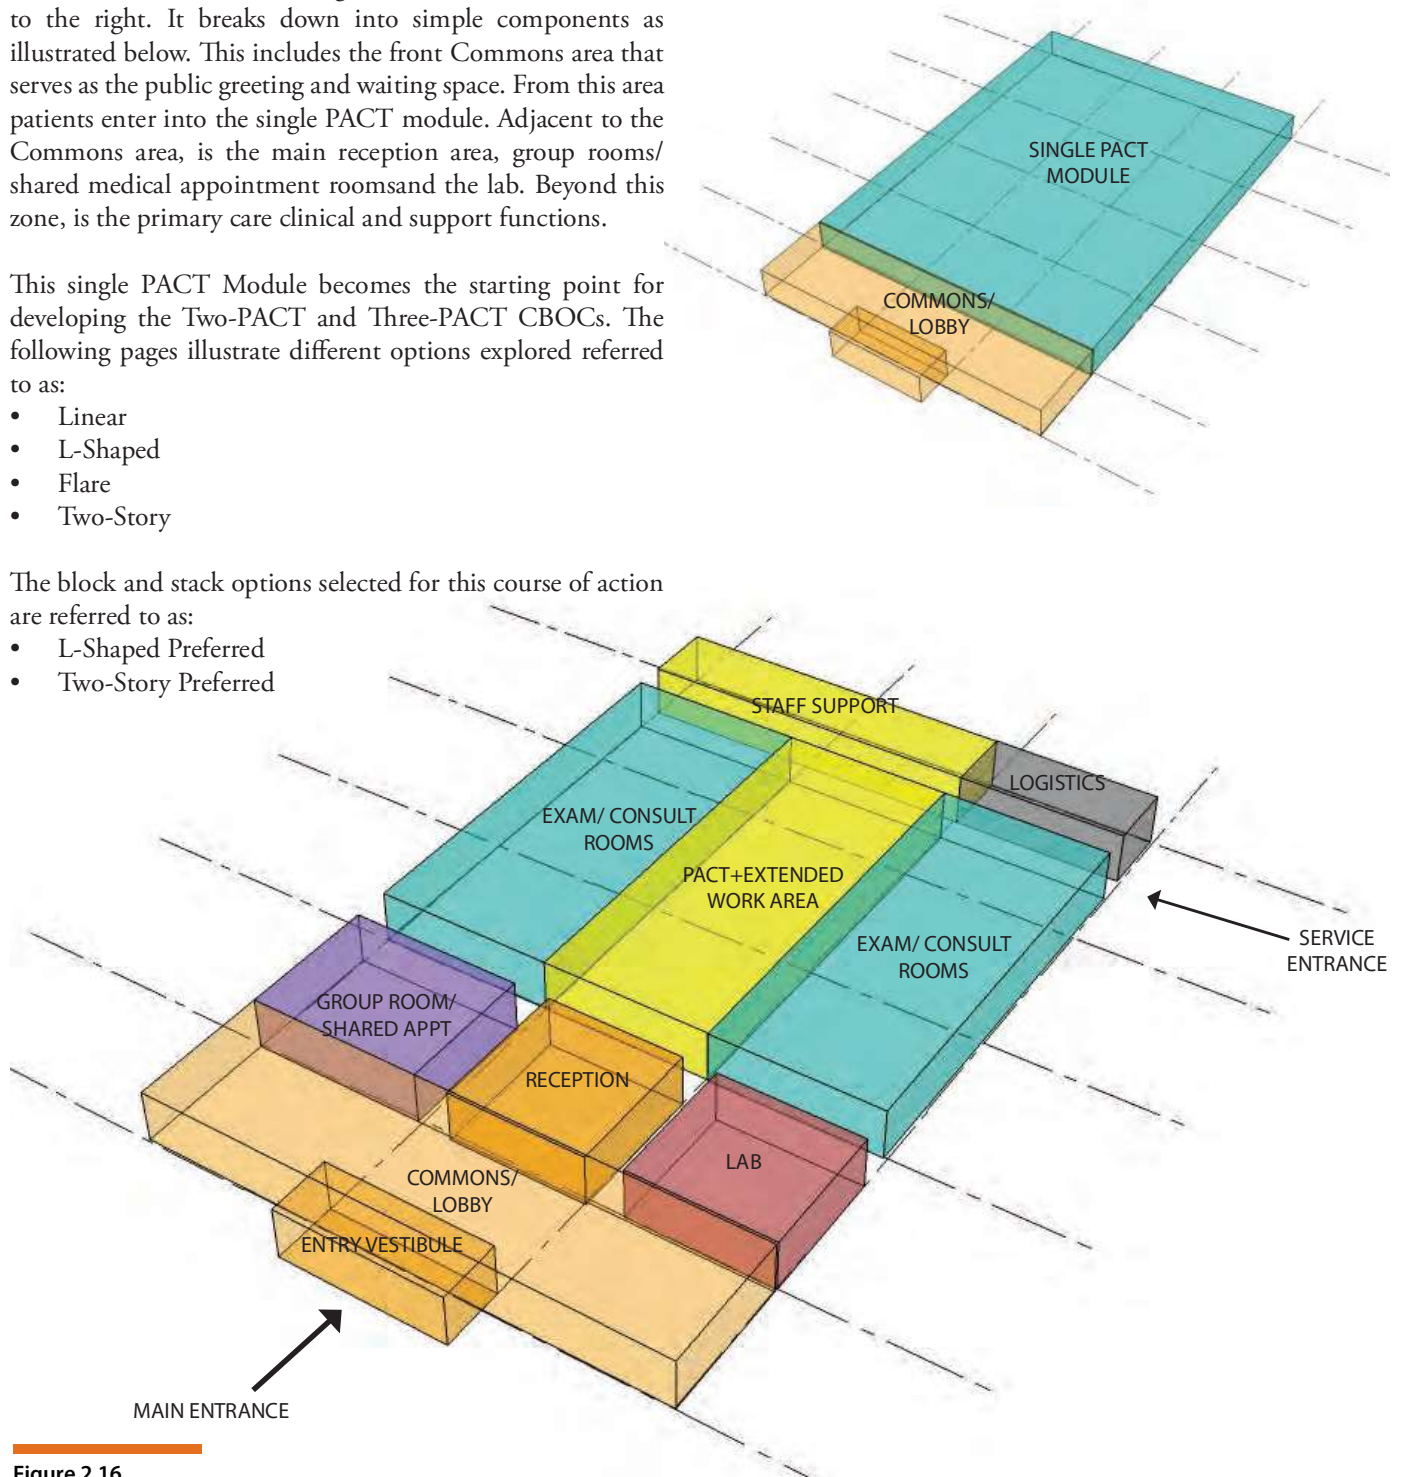 to the right. It breaks down into simple components as
illustrated below. This includes the front Commons area that
serves as the public greeting and waiting space. From this area
patients enter into the single PACT module. Adjacent to the
Commons area, is the main reception area, group rooms/
shared medical appointment roomsand the lab. Beyond this
zone, is the primary care clinical and support functions.
This single PACT Module becomes the starting point for
developing the Two-PACT and Three-PACT CBOCs. The
following pages illustrate different options explored referred
to as:
• Linear
• L-Shaped
• Flare
• Two-Story
The block and stack options selected for this course of action
are referred to as:
• L-Shaped Preferred
• Two-Story Preferred
SINGLE PACT
MODULE
COMMONS/
LOBBY
STAFF SUPPORT
LOGISTICS
EXAM/ CONSULT
ROOMS
PACT+EXTENDED
WORK AREA
EXAM/ CONSULT
ROOMS
SERVICE
ENTRANCE
GROUP ROOM/
SHARED APPT
RECEPTION
LAB
COMMONS/
LOBBY
ENTRY VESTIBULE
MAIN ENTRANCE
Figure 2.16